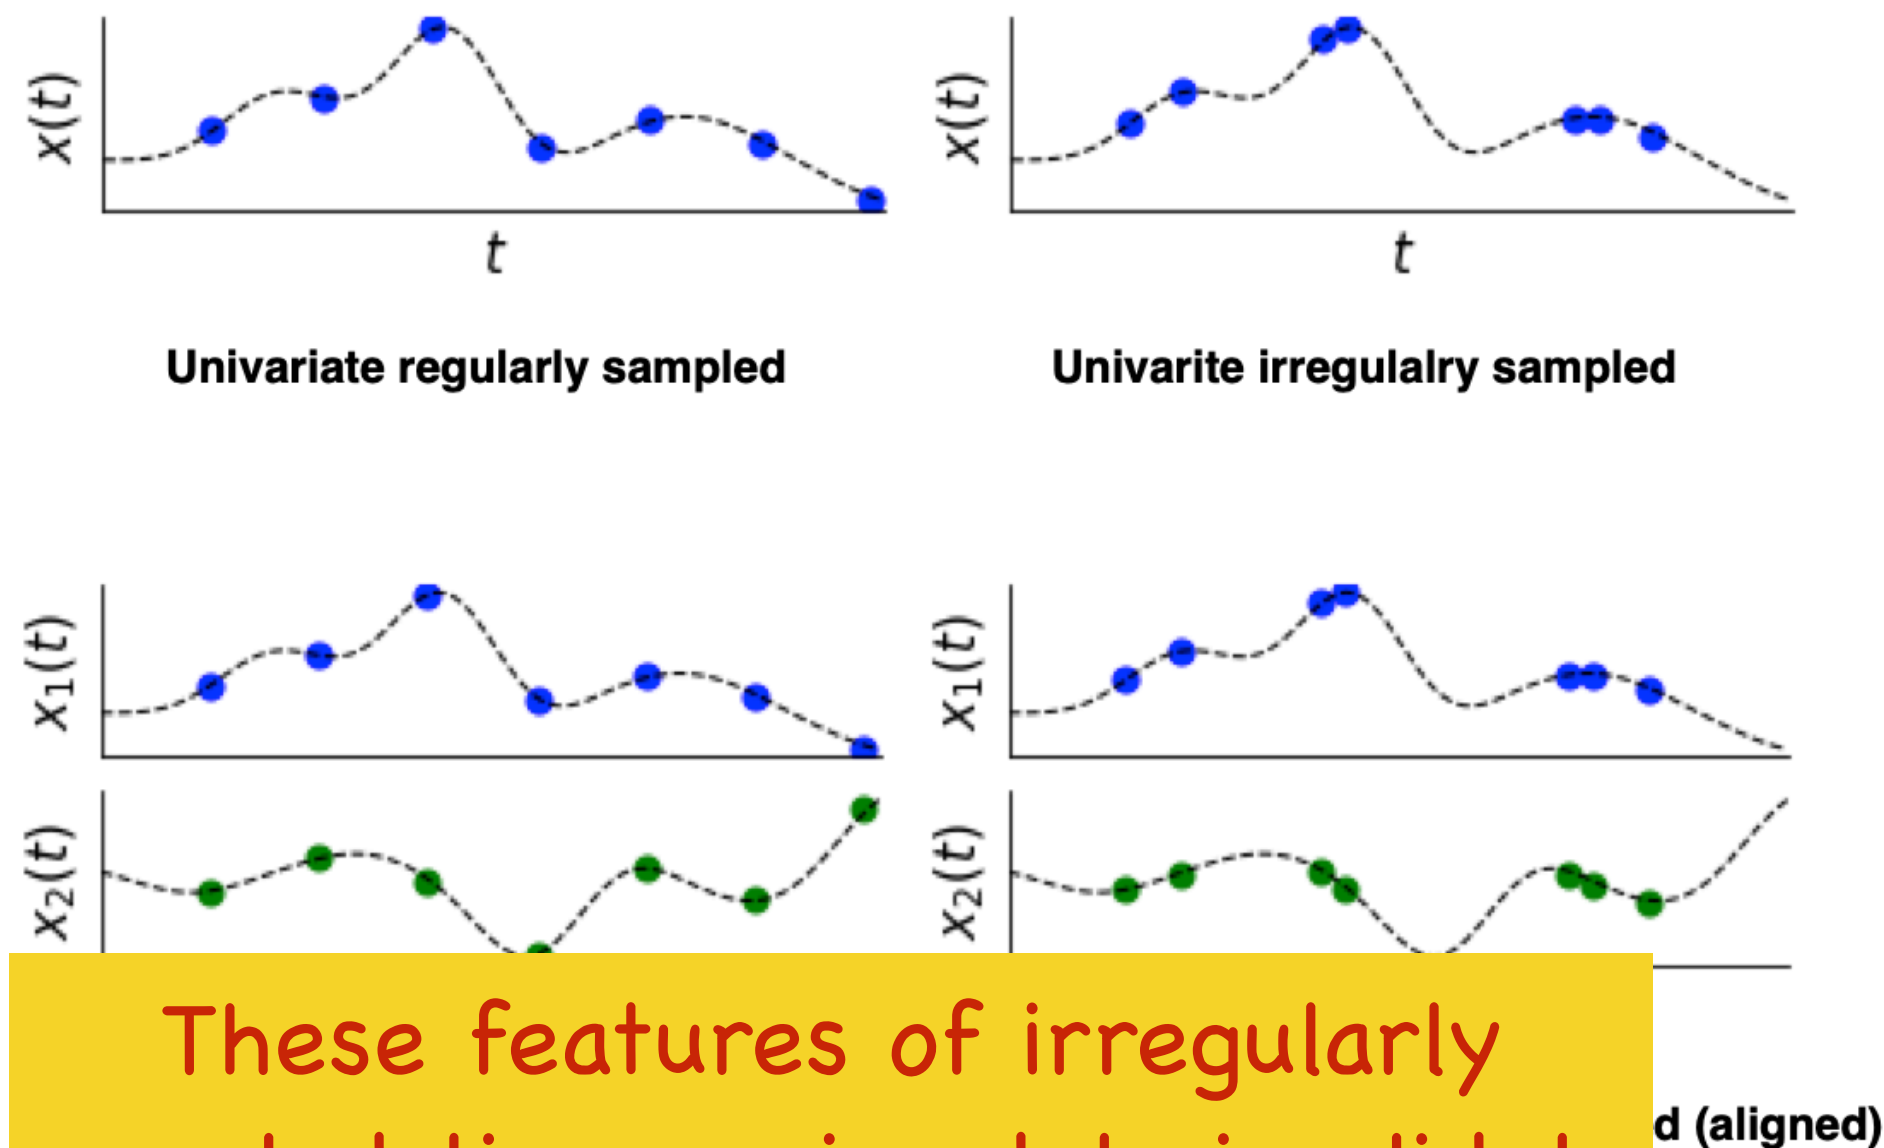 x(t)
x(t)
t
t
Univariate regularly sampled
Univarite irregulalry sampled
x₁(t)
x₁(t)
x₂(t)
x₂(t)
These features of irregularly
(aligned)